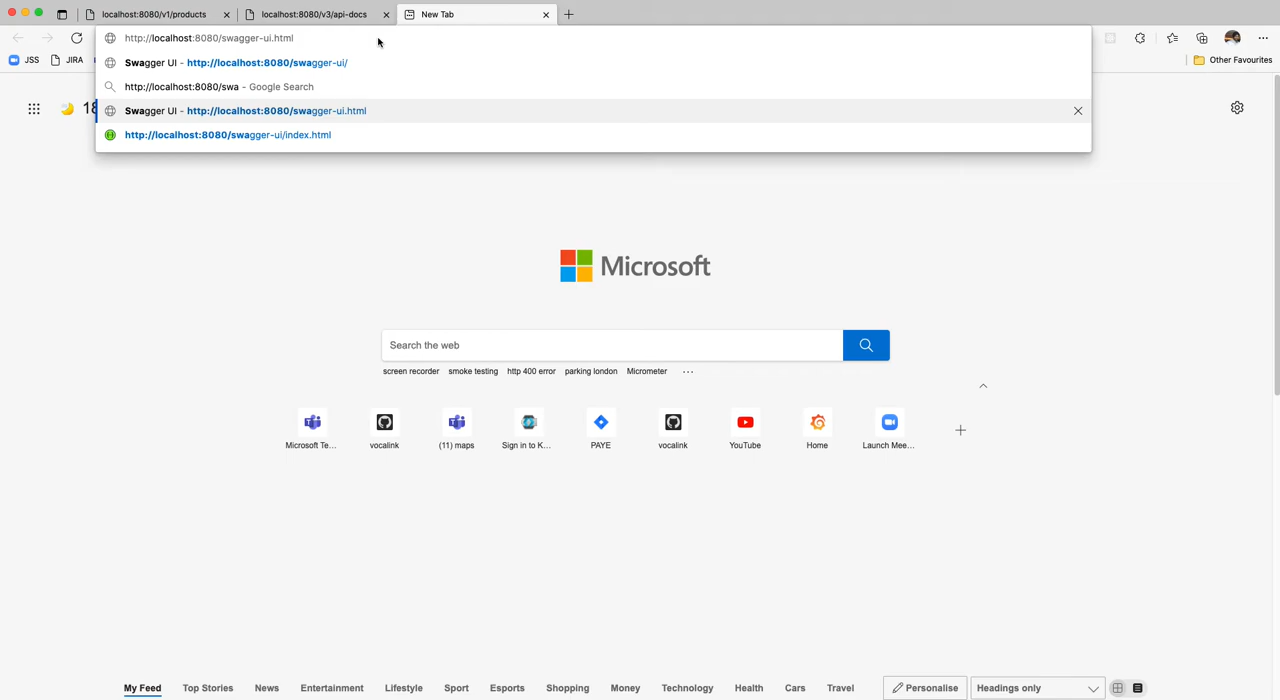 localhost:8080/v1/products
localhost:8080/v3/api-docs
New Tab
http://localhost:8080/swagger-ui.html
JSS
JIRA
Other Favourites
Swagger UI - http://localhost:8080/swagger-ui/
http://localhost:8080/swa - Google Search
Swagger UI - http://localhost:8080/swagger-ui.html
http://localhost:8080/swagger-ui/index.html
Microsoft
Search the web
screen recorder smoke testing http 400 error parking london Micrometer ...
Microsoft Te...
vocalink
(11) maps
Sign in to K...
PAYE
vocalink
YouTube
Home
Launch Mee...
My Feed Top Stories News Entertainment Lifestyle Sport Esports Shopping Money Technology Health Cars Travel
Personalise
Headings only